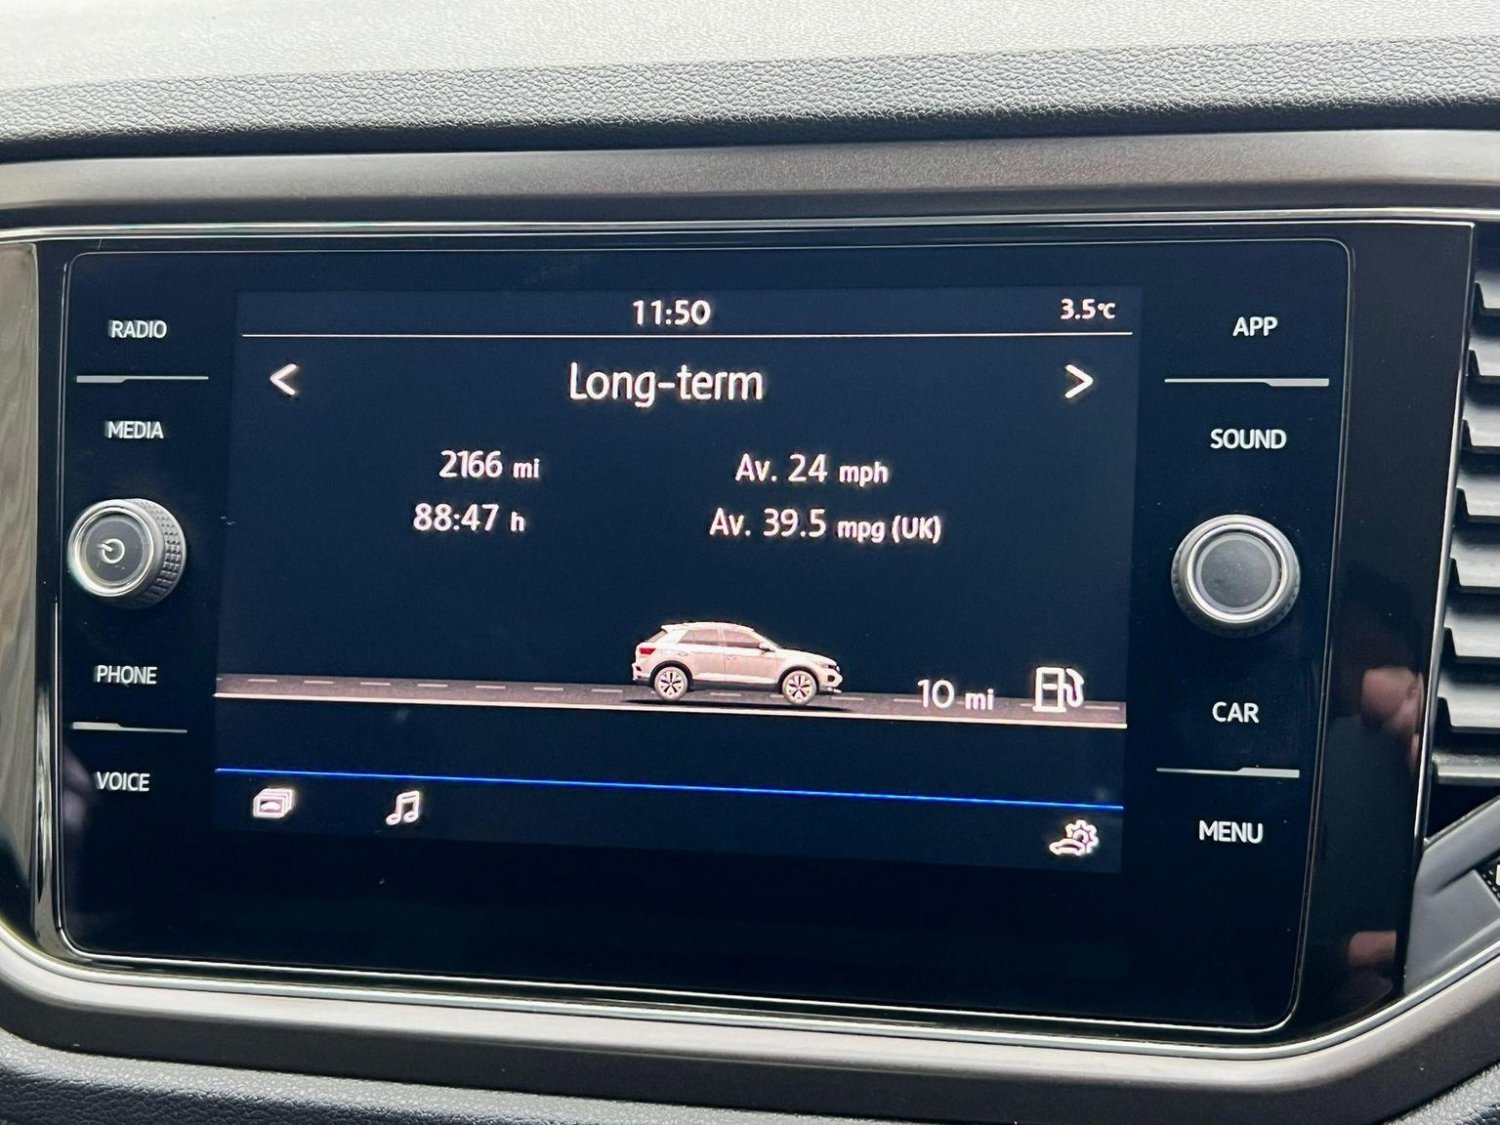 11:50
3.5°C
RADIO
MEDIA
PHONE
VOICE
<
Long-term
>
2166 mi
Av. 24 mph
88:47 h
Av. 39.5 mpg (UK)
10 mi
APP
SOUND
CAR
MENU